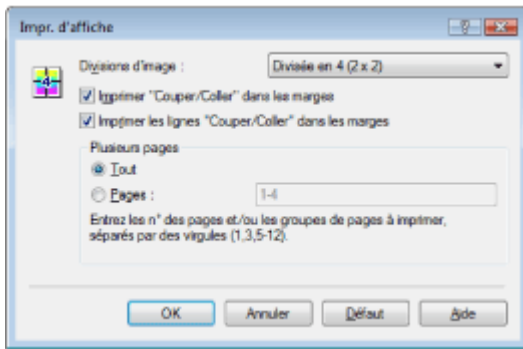 Impr. d'affiche
Divisions d'image :
Divisée en 4 (2 x 2)
4
Imprimer "Couper/Coller" dans les marges
Imprimer les lignes "Couper/Coller" dans les marges
Plusieurs pages
Tout
Pages :
1-4
Entrez les n° des pages et/ou les groupes de pages à imprimer,
séparés par des virgules (1,3,5-12).
OK
Annuler
Défaut
Aide